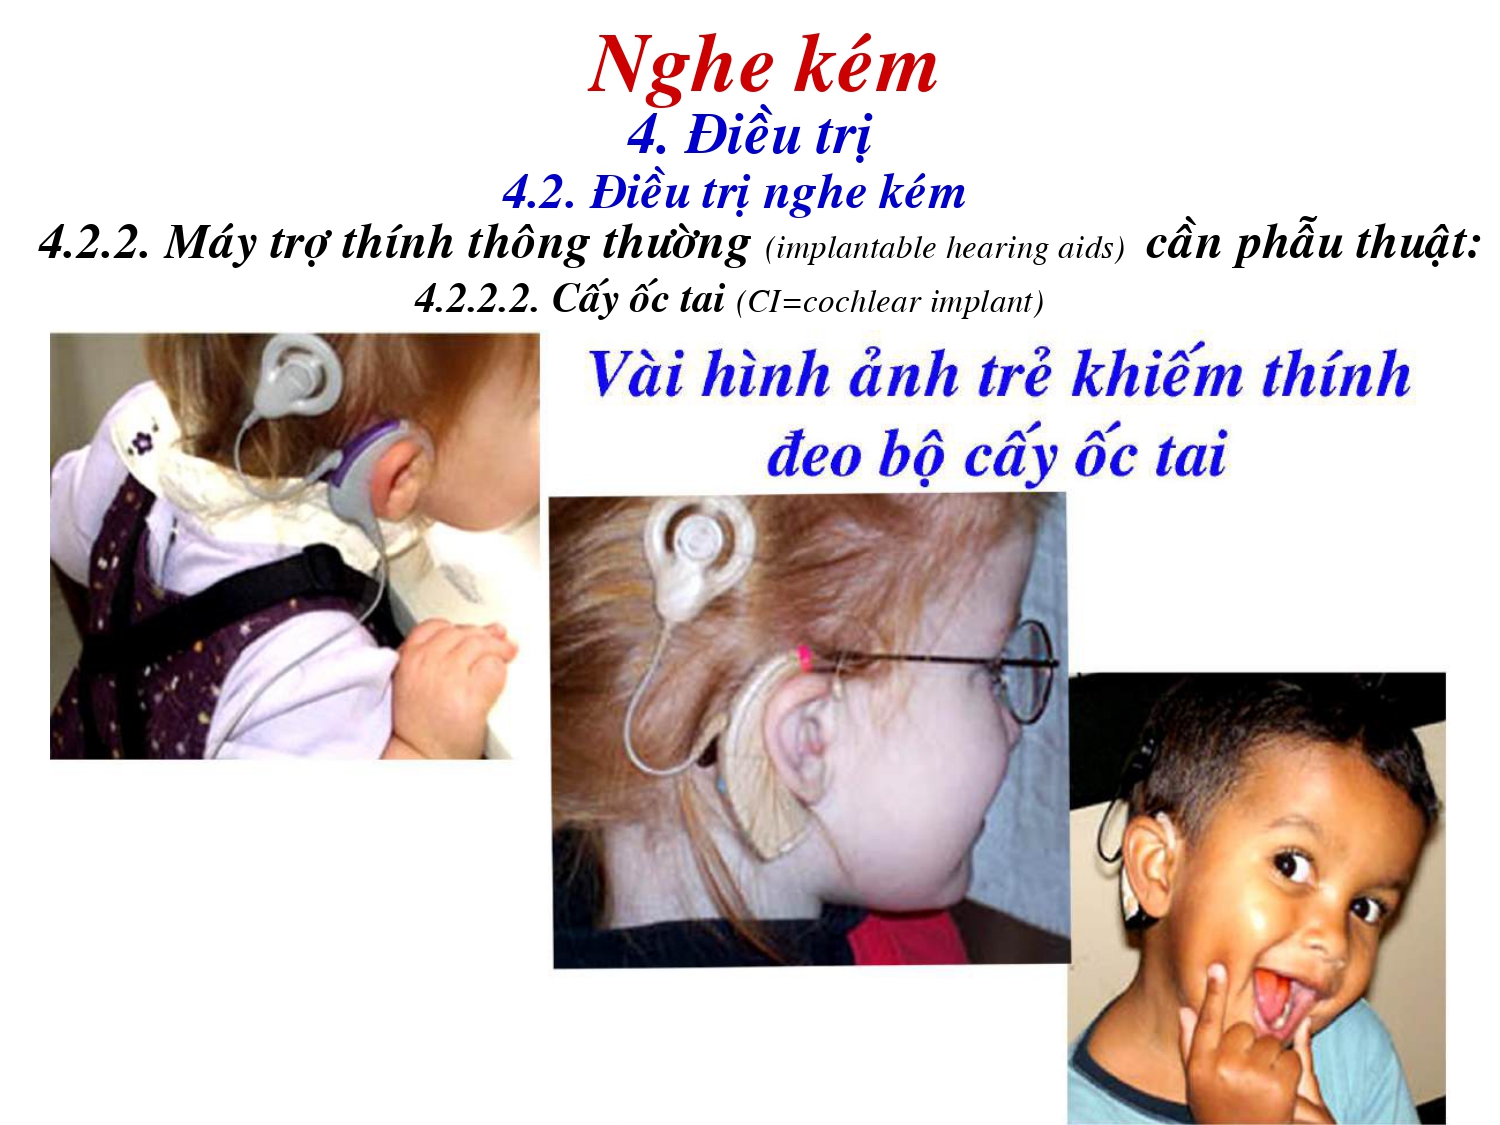 Nghe kém
4. Điều trị
4.2. Điều trị nghe kém
4.2.2. Máy trợ thính thông thường (implantable hearing aids) cần phẫu thuật:
4.2.2.2. Cấy ốc tai (CI=cochlear implant)
Vài hình ảnh trẻ khiếm thính
đeo bộ cấy ốc tai